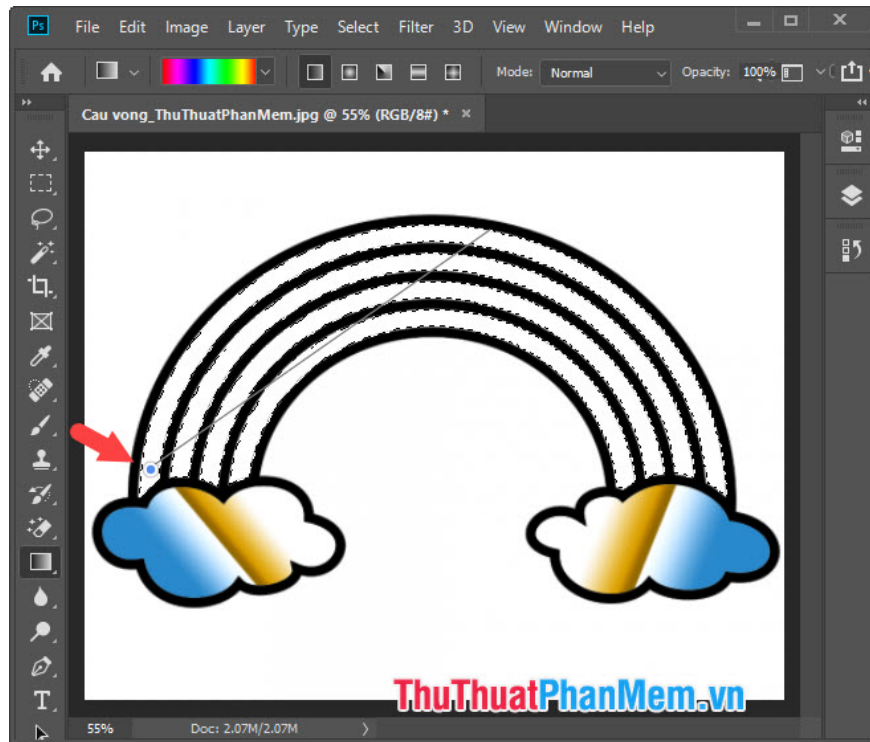 Ps File Edit Image Layer Type Select Filter 3D View Window Help
Mode: Normal Opacity: 100%
Cau vong_ThuThuatPhanMem.jpg @ 55% (RGB/8#) * ×
T
ThuThuatPhanMem.vn
55% Doc: 2.07M/2.07M